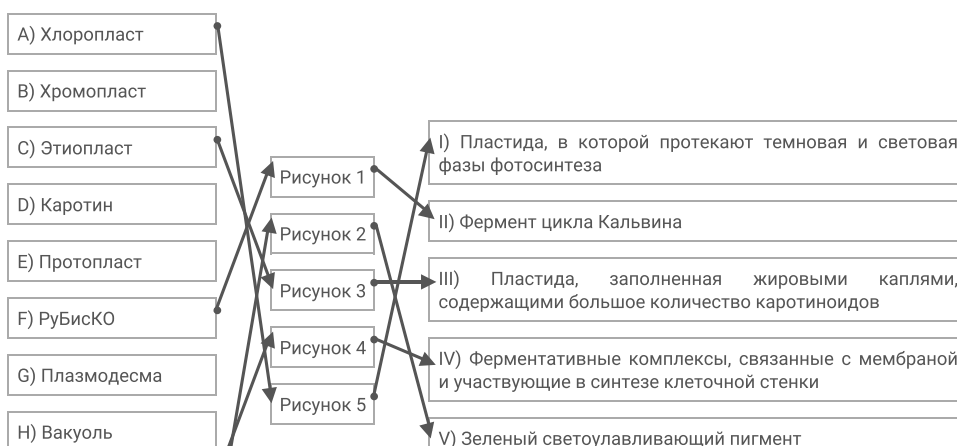 A) Хлоропласт
B) Хромопласт
C) Этиопласт
D) Каротин
E) Протопласт
F) РуБисКО
G) Плазмодесма
H) Вакуоль
Рисунок 1
Рисунок 2
Рисунок 3
Рисунок 4
Рисунок 5
I) Пластида, в которой протекают темновая и световая
фазы фотосинтеза
II) Фермент цикла Кальвина
III) Пластида, заполненная жировыми каплями,
содержащими большое количество каротиноидов
IV) Ферментативные комплексы, связанные с мембраной
и участвующие в синтезе клеточной стенки
V) Зеленый светоулавливающий пигмент